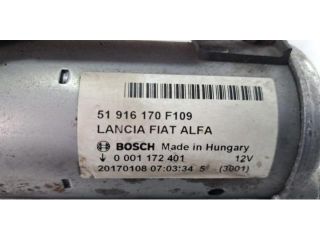 51 916 170 F109
LANCIA FIAT ALFA
BOSCH Made in Hungary
0 001 172 401 12V
20170108 07:03:34 5 (3001)